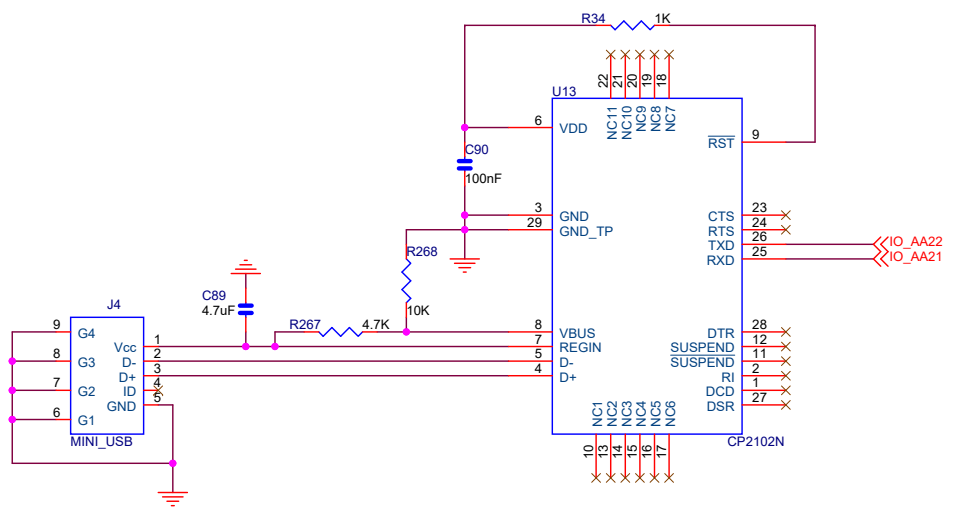 R34 1K
U13
22 21 20 19 18
NC11 NC10 NC9 NC8 NC7
6 VDD
RST 9
C90
100nF
3 GND
29 GND_TP
CTS 23
RTS 24
TXD 26 IO_AA22
RXD 25 IO_AA21
R268
10K
C89
4.7uF
J4
R267 4.7K
9 G4
8 G3
7 G2
6 G1
Vcc 1
D- 2
D+ 3
ID 4
GND 5
MINI_USB
8 VBUS
7 REGIN
5 D-
4 D+
DTR 28
SUSPEND 12
SUSPEND 11
RI 2
DCD 1
DSR 27
NC1 NC2 NC3 NC4 NC5 NC6
10 13 14 15 16 17
CP2102N